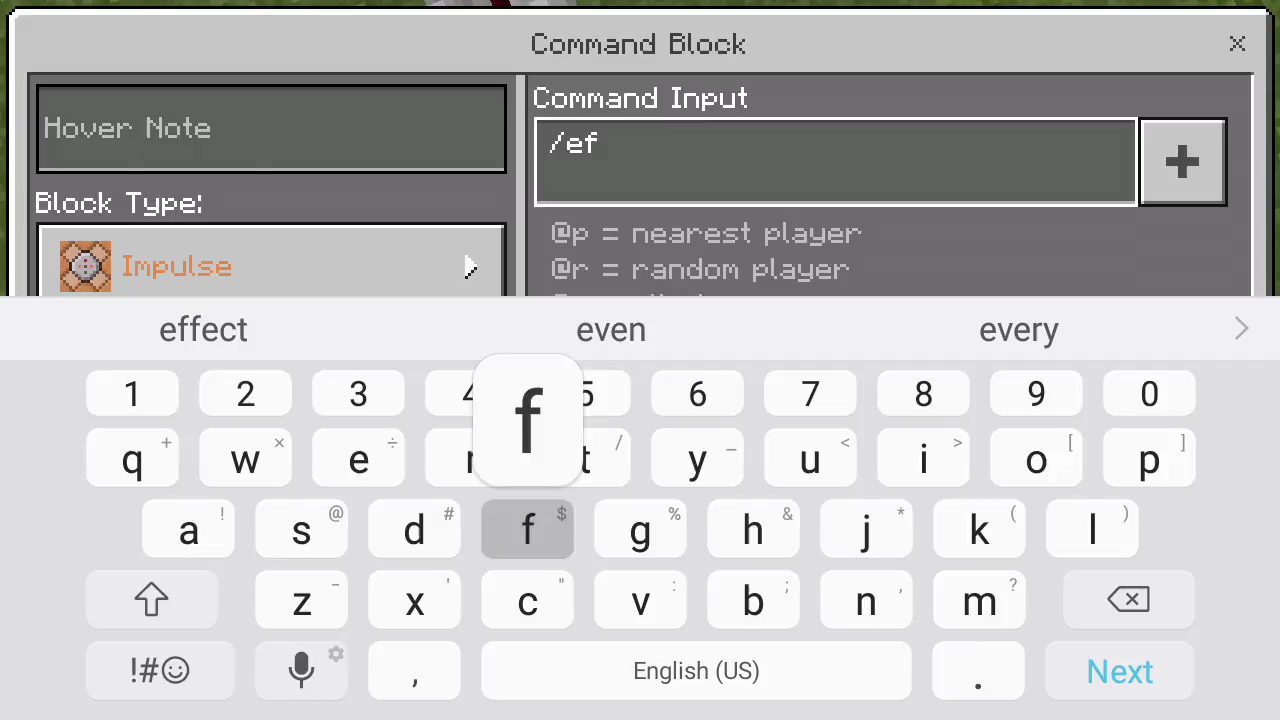 Command Block
Hover Note
Block Type:
Impulse
Command Input
/ef
@p = nearest player
@r = random player
effect even every
1 2 3 4 5 6 7 8 9 0
q + w × e ÷ t / y _ u < i > o [ p ]
f
a ! s @ d # f $ g % h & j * k ( l )
z - x ' c " v : b ; n , m ?
!#☺ , English (US) . Next